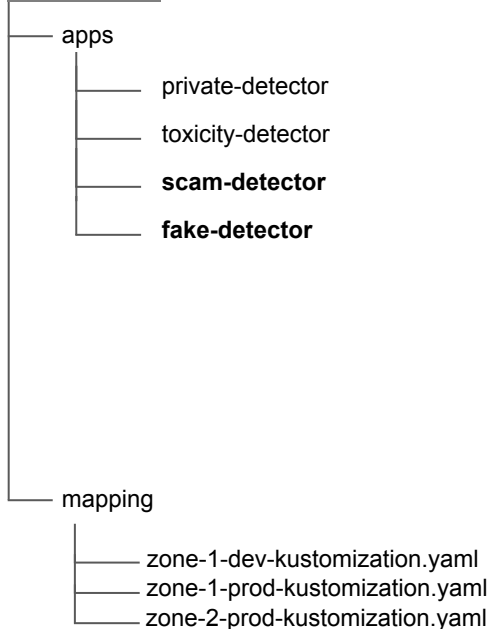 apps
private-detector
toxicity-detector
scam-detector
fake-detector
mapping
zone-1-dev-kustomization.yaml
zone-1-prod-kustomization.yaml
zone-2-prod-kustomization.yaml